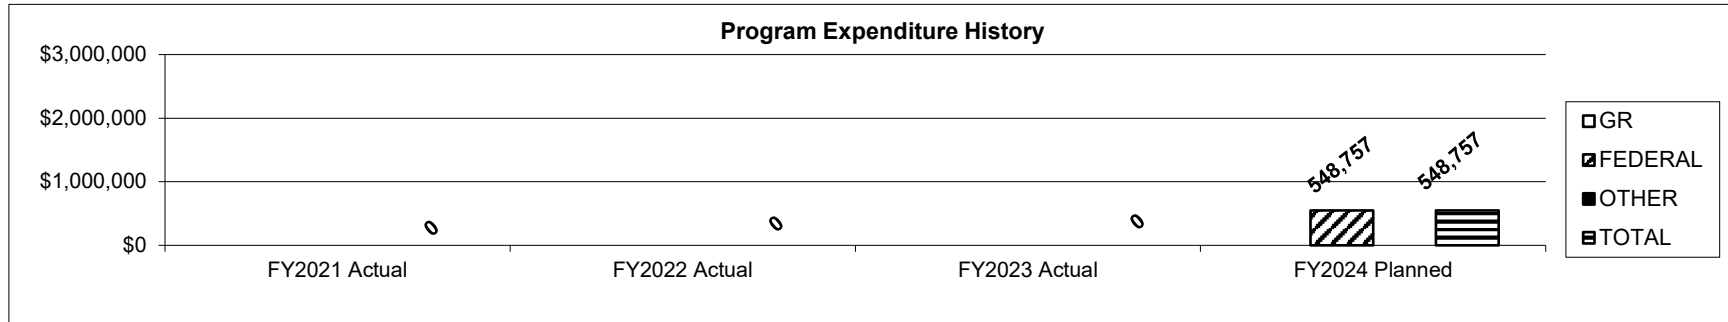 Program Expenditure History
$3,000,000
$2,000,000
$1,000,000
$0
0
0
0
548,757
548,757
FY2021 Actual
FY2022 Actual
FY2023 Actual
FY2024 Planned
GR
FEDERAL
OTHER
TOTAL